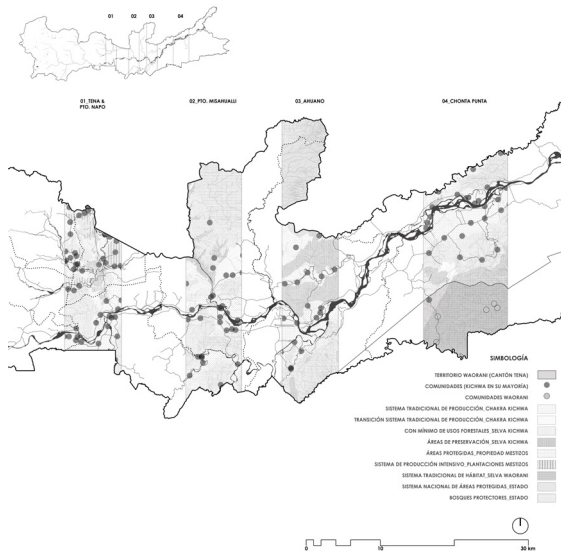 01 02 03 04
01_TENA &
PTO. NAPO
02_PTO. MISAHUALLI
03_AHUANO
04_CHONTA PUNTA
SIMBOLOGÍA
TERRITORIO WAORANI (CANTÓN TENA)
COMUNIDADES (KICHWA EN SU MAYORÍA)
COMUNIDADES WAORANI
SISTEMA TRADICIONAL DE PRODUCCIÓN_CHAKRA KICHWA
TRANSICIÓN SISTEMA TRADICIONAL DE PRODUCCIÓN_CHAKRA KICHWA
CON MÍNIMO DE USOS FORESTALES_SELVA KICHWA
ÁREAS DE PRESERVACIÓN_SELVA KICHWA
ÁREAS PROTEGIDAS_PROPIEDAD MESTIZOS
SISTEMA DE PRODUCCIÓN INTENSIVO_PLANTACIONES MESTIZOS
SISTEMA TRADICIONAL DE HÁBITAT_SELVA WAORANI
SISTEMA NACIONAL DE ÁREAS PROTEGIDAS_ESTADO
BOSQUES PROTECTORES_ESTADO
0 10 30 km